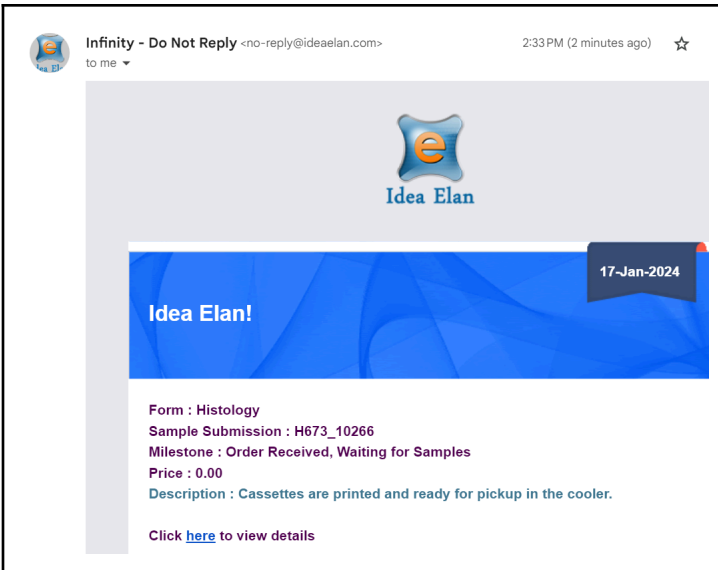 Infinity - Do Not Reply <no-reply@ideaelan.com>
2:33 PM (2 minutes ago)
to me
Idea Elan
17-Jan-2024
Idea Elan!
Form : Histology
Sample Submission : H673_10266
Milestone : Order Received, Waiting for Samples
Price : 0.00
Description : Cassettes are printed and ready for pickup in the cooler.
Click here to view details